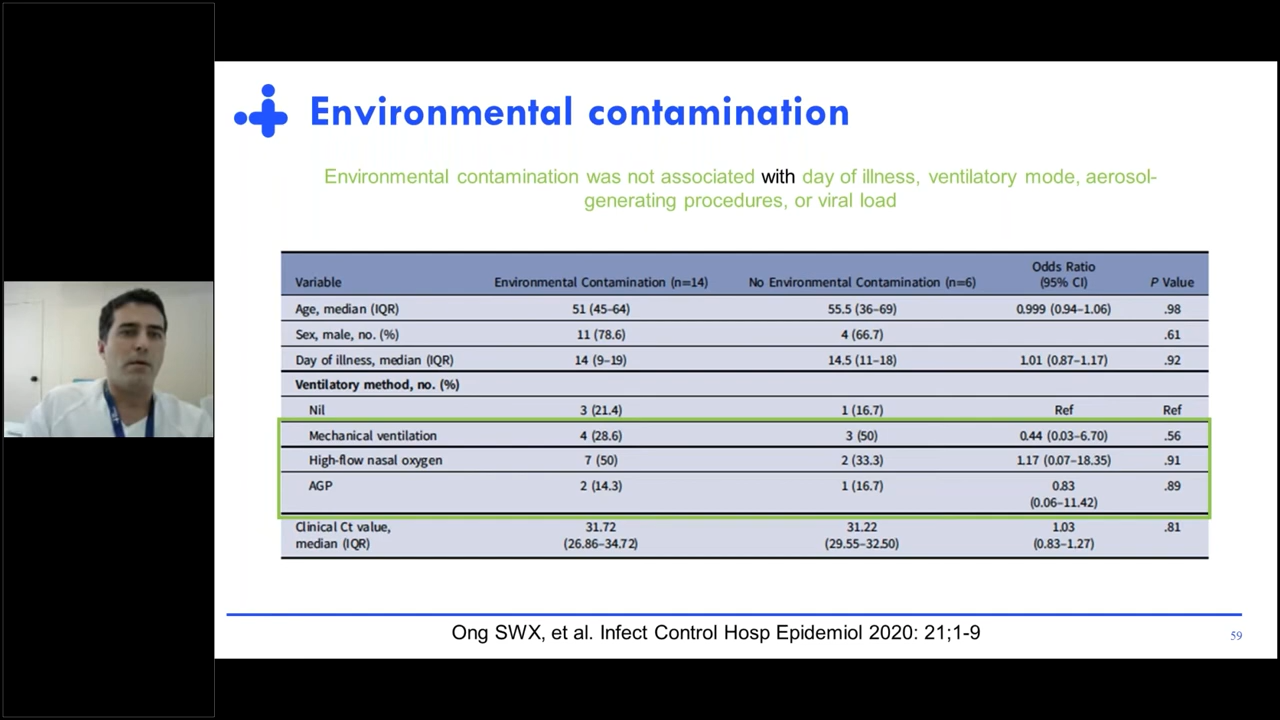 Environmental contamination
Environmental contamination was not associated with day of illness, ventilatory mode, aerosol-
generating procedures, or viral load
Variable Environmental Contamination (n=14) No Environmental Contamination (n=6) Odds Ratio (95% CI) P Value
Age, median (IQR) 51 (45–64) 55.5 (36–69) 0.999 (0.94–1.06) .98
Sex, male, no. (%) 11 (78.6) 4 (66.7) .61
Day of illness, median (IQR) 14 (9–19) 14.5 (11–18) 1.01 (0.87–1.17) .92
Ventilatory method, no. (%)
Nil 3 (21.4) 1 (16.7) Ref Ref
Mechanical ventilation 4 (28.6) 3 (50) 0.44 (0.03–6.70) .56
High-flow nasal oxygen 7 (50) 2 (33.3) 1.17 (0.07–18.35) .91
AGP 2 (14.3) 1 (16.7) 0.83 .89
(0.06–11.42)
Clinical Ct value, 31.72 31.22 1.03 .81
median (IQR) (26.86–34.72) (29.55–32.50) (0.83–1.27)
Ong SWX, et al. Infect Control Hosp Epidemiol 2020: 21;1-9
59